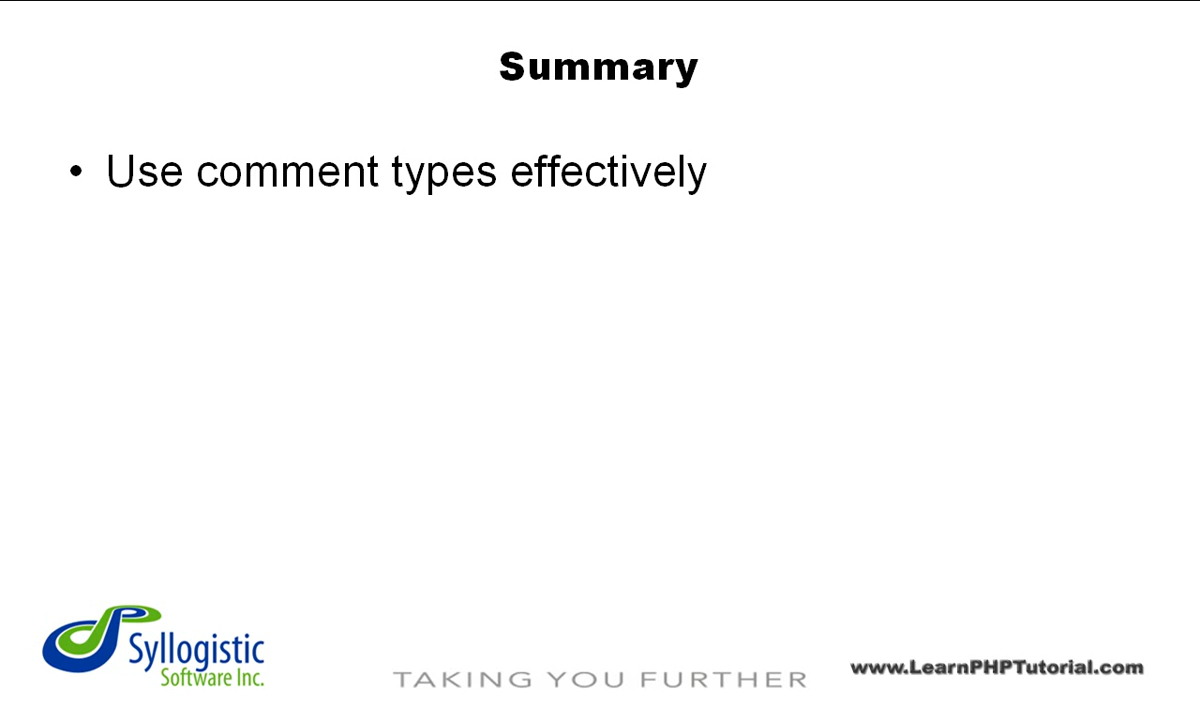 Summary
• Use comment types effectively
Syllogistic
Software Inc.
TAKING YOU FURTHER
www.LearnPHPTutorial.com